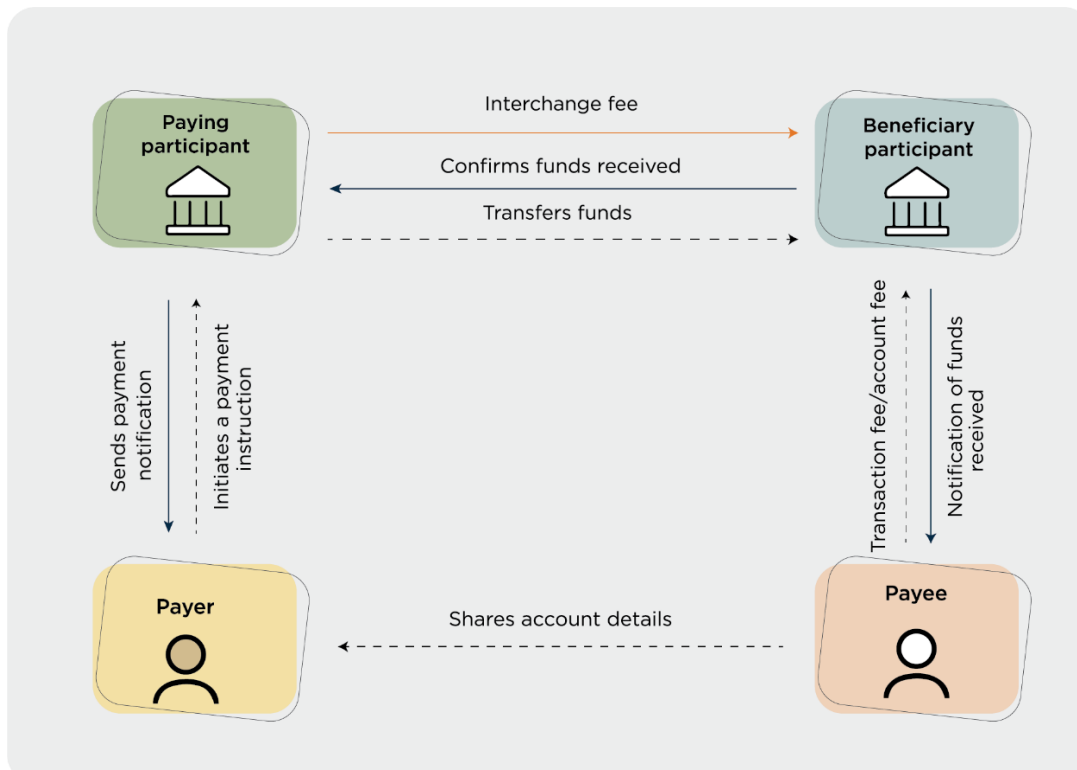 Paying
participant
Interchange fee
Beneficiary
participant
Confirms funds received
Transfers funds
Sends payment
notification
Initiates a payment
instruction
Transaction fee/account fee
Notification of funds
received
Payer
Shares account details
Payee